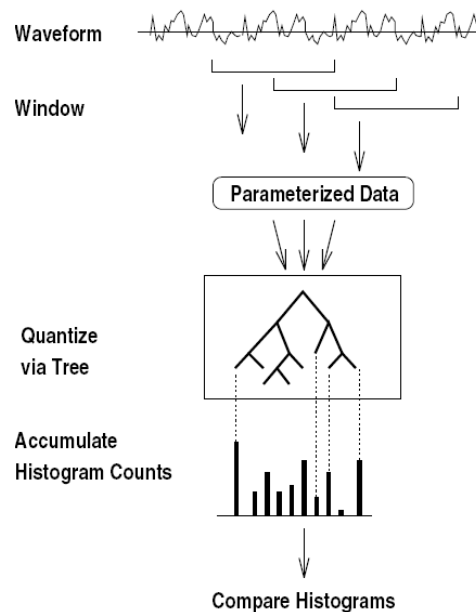 Waveform
Window
Parameterized Data
Quantize
via Tree
Accumulate
Histogram Counts
Compare Histograms